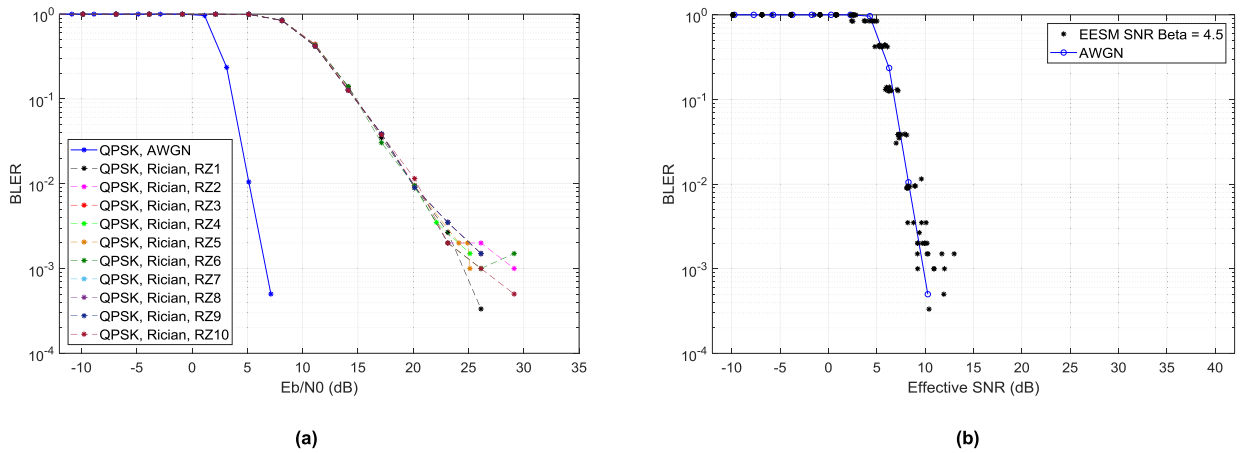 10^0
10^-1
10^-2
10^-3
10^-4
BLER
-10 -5 0 5 10 15 20 25 30 35
Eb/N0 (dB)
QPSK, AWGN
QPSK, Rician, RZ1
QPSK, Rician, RZ2
QPSK, Rician, RZ3
QPSK, Rician, RZ4
QPSK, Rician, RZ5
QPSK, Rician, RZ6
QPSK, Rician, RZ7
QPSK, Rician, RZ8
QPSK, Rician, RZ9
QPSK, Rician, RZ10
(a)
10^0
10^-1
10^-2
10^-3
10^-4
BLER
-10 -5 0 5 10 15 20 25 30 35 40
Effective SNR (dB)
EESM SNR Beta = 4.5
AWGN
(b)